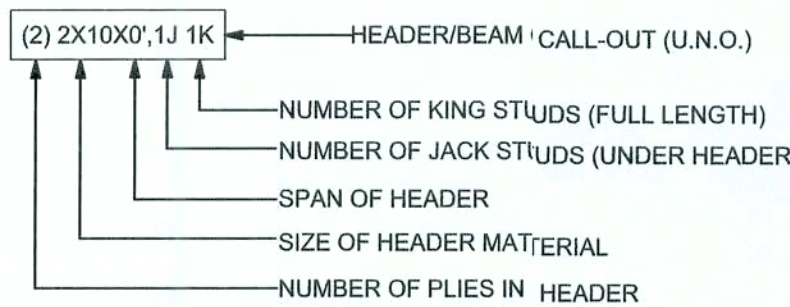 (2) 2X10X0',1J 1K
HEADER/BEAM CALL-OUT (U.N.O.)
NUMBER OF KING STUDS (FULL LENGTH)
NUMBER OF JACK STUDS (UNDER HEADER
SPAN OF HEADER
SIZE OF HEADER MATERIAL
NUMBER OF PLIES IN HEADER